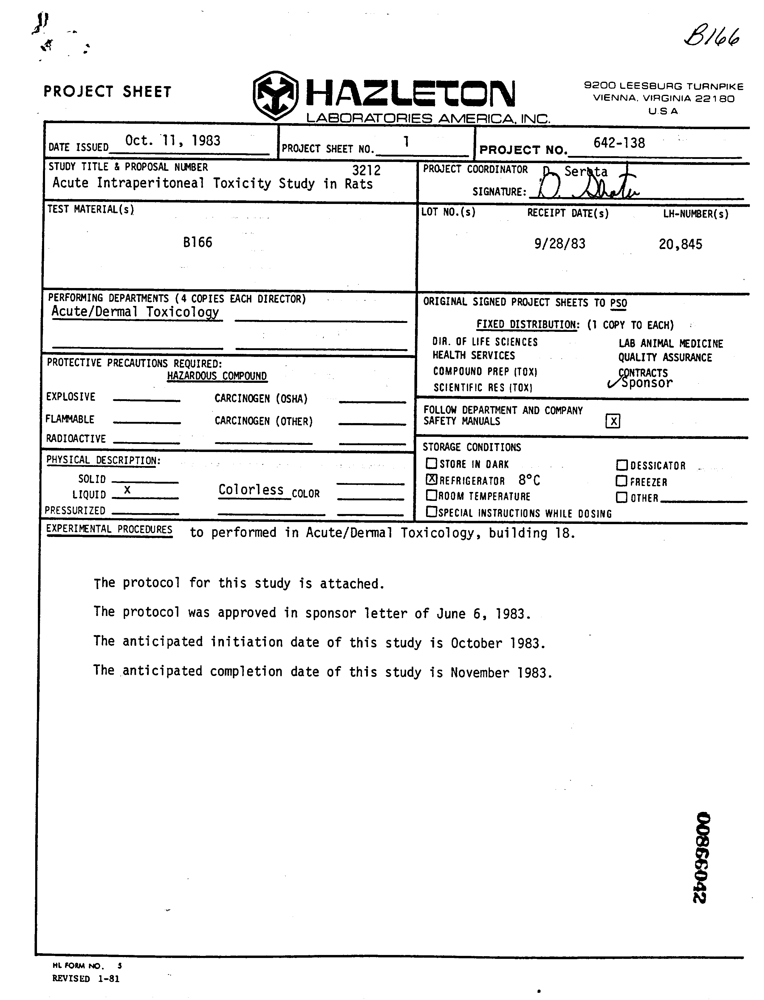 B166
PROJECT SHEET
HAZLETON
LABORATORIES AMERICA, INC.
9200 LEESBURG TURNPIKE
VIENNA, VIRGINIA 22180
U S A
DATE ISSUED Oct. 11, 1983 PROJECT SHEET NO. 1 PROJECT NO. 642-138
STUDY TITLE & PROPOSAL NUMBER 3212
Acute Intraperitoneal Toxicity Study in Rats
PROJECT COORDINATOR D. Serota
SIGNATURE:
TEST MATERIAL(s)
B166
LOT NO.(s) RECEIPT DATE(s) LH-NUMBER(s)
9/28/83 20,845
PERFORMING DEPARTMENTS (4 COPIES EACH DIRECTOR)
Acute/Dermal Toxicology
ORIGINAL SIGNED PROJECT SHEETS TO PSO
FIXED DISTRIBUTION: (1 COPY TO EACH)
DIR. OF LIFE SCIENCES LAB ANIMAL MEDICINE
HEALTH SERVICES QUALITY ASSURANCE
COMPOUND PREP (TOX) CONTRACTS
SCIENTIFIC RES (TOX) ✓Sponsor
PROTECTIVE PRECAUTIONS REQUIRED:
HAZARDOUS COMPOUND
EXPLOSIVE CARCINOGEN (OSHA)
FLAMMABLE CARCINOGEN (OTHER)
RADIOACTIVE
FOLLOW DEPARTMENT AND COMPANY
SAFETY MANUALS X
PHYSICAL DESCRIPTION:
SOLID
LIQUID X Colorless COLOR
PRESSURIZED
STORAGE CONDITIONS
☐ STORE IN DARK ☐ DESSICATOR
☒ REFRIGERATOR 8°C ☐ FREEZER
☐ ROOM TEMPERATURE ☐ OTHER
☐ SPECIAL INSTRUCTIONS WHILE DOSING
EXPERIMENTAL PROCEDURES to performed in Acute/Dermal Toxicology, building 18.
The protocol for this study is attached.
The protocol was approved in sponsor letter of June 6, 1983.
The anticipated initiation date of this study is October 1983.
The anticipated completion date of this study is November 1983.
00866042
HL FORM NO. 5
REVISED 1-81